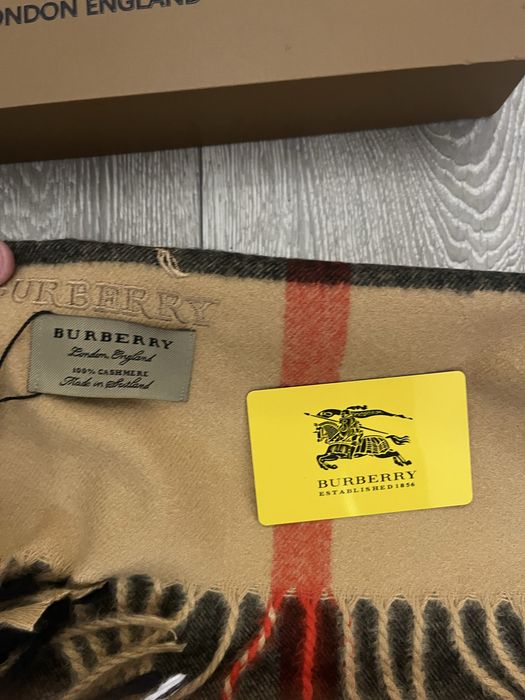 ONDON ENGLAND
BURBERRY
BURBERRY
London, England
100% CASHMERE
Made in Scotland
BURBERRY
ESTABLISHED 1856